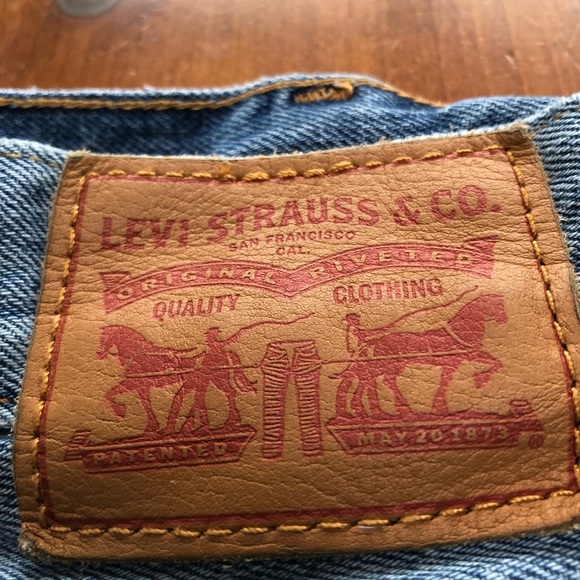 LEVI STRAUSS & CO.
SAN FRANCISCO
CAL.
ORIGINAL RIVETED
QUALITY CLOTHING
PATENTED MAY 20 1873
®